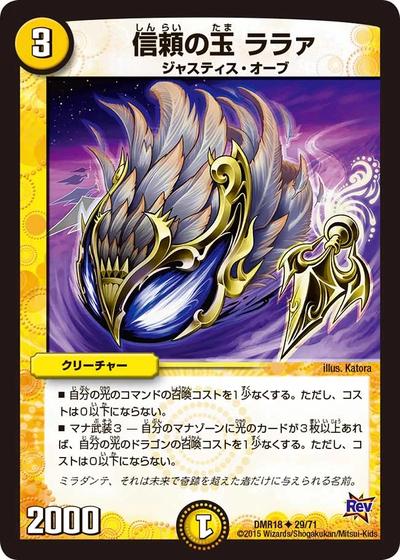 3
しんらい たま
信頼の玉 ララァ
ジャスティス・オーブ
クリーチャー
illus. Katora
■ 自分の光のコマンドの召喚コストを1少なくする。ただし、コス
トは0以下にならない。
■ マナ武装3 ― 自分のマナゾーンに光のカードが3枚以上あれ
ば、自分の光のドラゴンの召喚コストを1少なくする。ただし、コ
ストは0以下にならない。
ミラダンテ、それは未来で奇跡を超えた者だけに与えられる名前。
2000
1
DMR18 ◆ 29/71
©2015 Wizards/Shogakukan/Mitsui-Kids
Rev